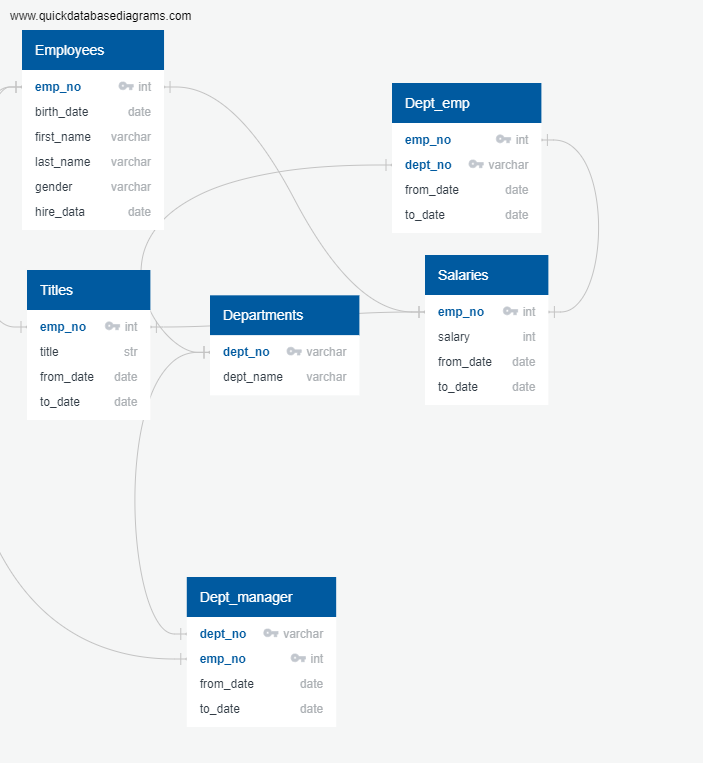 www.quickdatabasediagrams.com
Employees
emp_no int
birth_date date
first_name varchar
last_name varchar
gender varchar
hire_data date
Dept_emp
emp_no int
dept_no varchar
from_date date
to_date date
Titles
emp_no int
title str
from_date date
to_date date
Departments
dept_no varchar
dept_name varchar
Salaries
emp_no int
salary int
from_date date
to_date date
Dept_manager
dept_no varchar
emp_no int
from_date date
to_date date